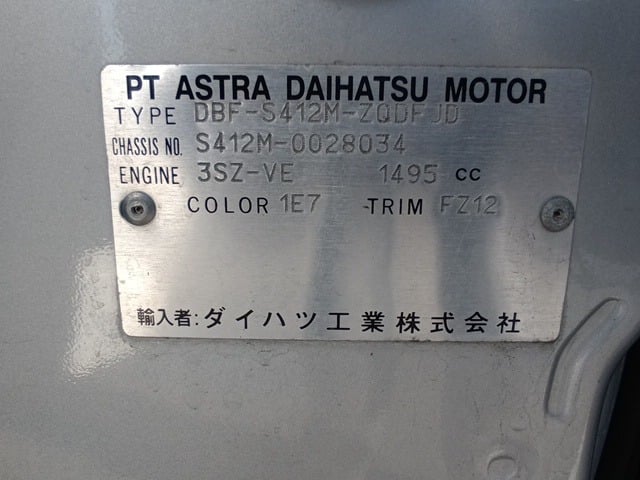 PT ASTRA DAIHATSU MOTOR
TYPE DBF-S412M-ZQDFJD
CHASSIS NO. S412M-0028034
ENGINE 3SZ-VE 1495 cc
COLOR 1E7 TRIM FZ12
輸入者: ダイハツ工業株式会社